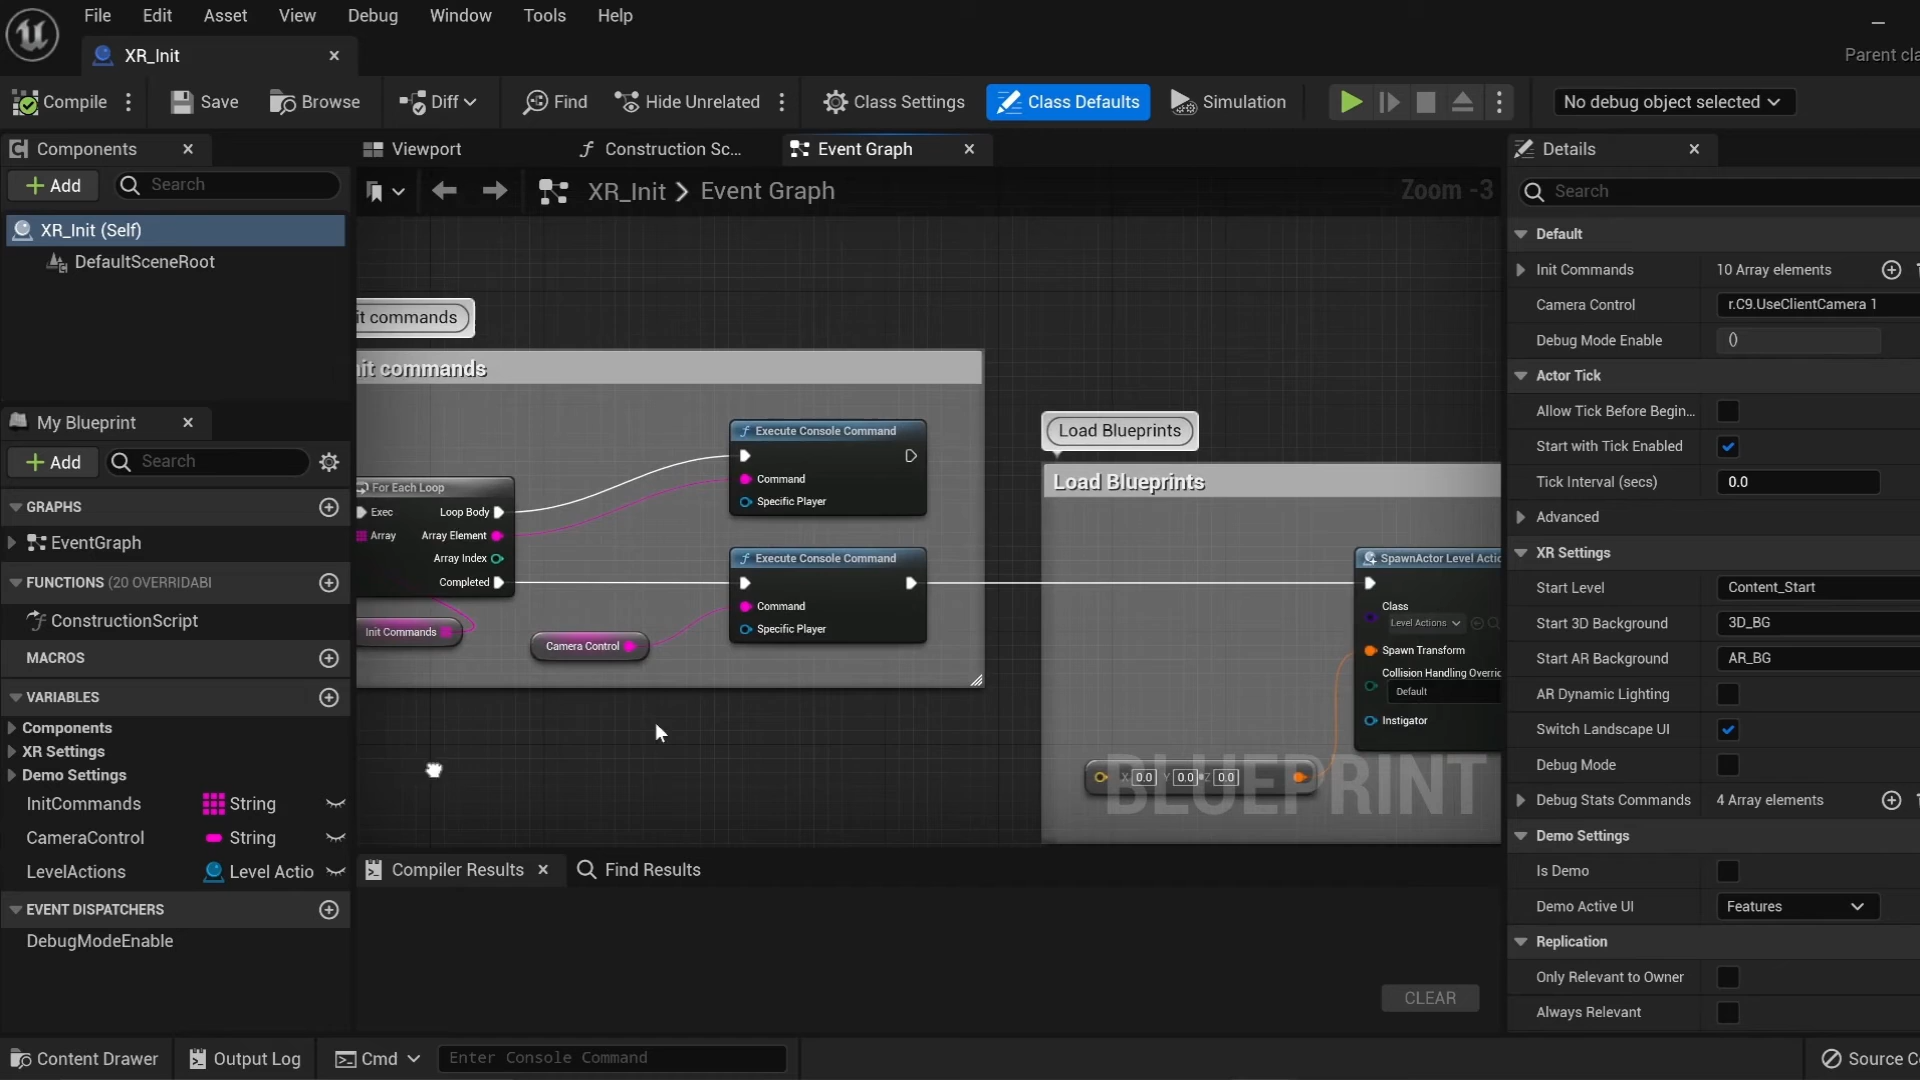 File Edit Asset View Debug Window Tools Help
XR_Init
Parent cla
Compile Save Browse Diff Find Hide Unrelated Class Settings Class Defaults Simulation No debug object selected
Components
Add Search
XR_Init (Self)
DefaultSceneRoot
My Blueprint
Add Search
GRAPHS
EventGraph
FUNCTIONS (20 OVERRIDABL
ConstructionScript
MACROS
VARIABLES
Components
XR Settings
Demo Settings
InitCommands String
CameraControl String
LevelActions Level Actio
EVENT DISPATCHERS
DebugModeEnable
Viewport Construction Sc... Event Graph
XR_Init > Event Graph Zoom -3
it commands
nit commands
For Each Loop
Exec Loop Body
Array Array Element
Array Index
Completed
Init Commands
Camera Control
Execute Console Command
Command
Specific Player
Execute Console Command
Command
Specific Player
Load Blueprints
Load Blueprints
SpawnActor Level Actio
Class
Level Actions
Spawn Transform
Collision Handling Overric
Default
Instigator
X 0.0 Y 0.0 Z 0.0
BLUEPRINT
Compiler Results Find Results
CLEAR
Details
Search
Default
Init Commands 10 Array elements
Camera Control r.C9.UseClientCamera 1
Debug Mode Enable ()
Actor Tick
Allow Tick Before Begin...
Start with Tick Enabled
Tick Interval (secs) 0.0
Advanced
XR Settings
Start Level Content_Start
Start 3D Background 3D_BG
Start AR Background AR_BG
AR Dynamic Lighting
Switch Landscape UI
Debug Mode
Debug Stats Commands 4 Array elements
Demo Settings
Is Demo
Demo Active UI Features
Replication
Only Relevant to Owner
Always Relevant
Content Drawer Output Log Cmd Enter Console Command Source Co